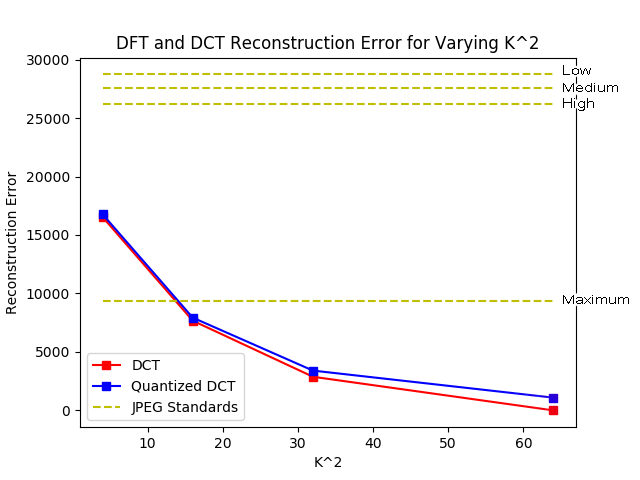 DFT and DCT Reconstruction Error for Varying K^2
30000
25000
20000
15000
10000
5000
0
Reconstruction Error
Low
Medium
High
Maximum
DCT
Quantized DCT
JPEG Standards
10
20
30
40
50
60
K^2